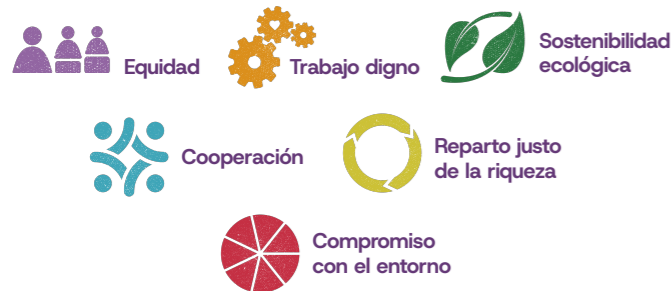 Equidad
Trabajo digno
Sostenibilidad
ecológica
Cooperación
Reparto justo
de la riqueza
Compromiso
con el entorno